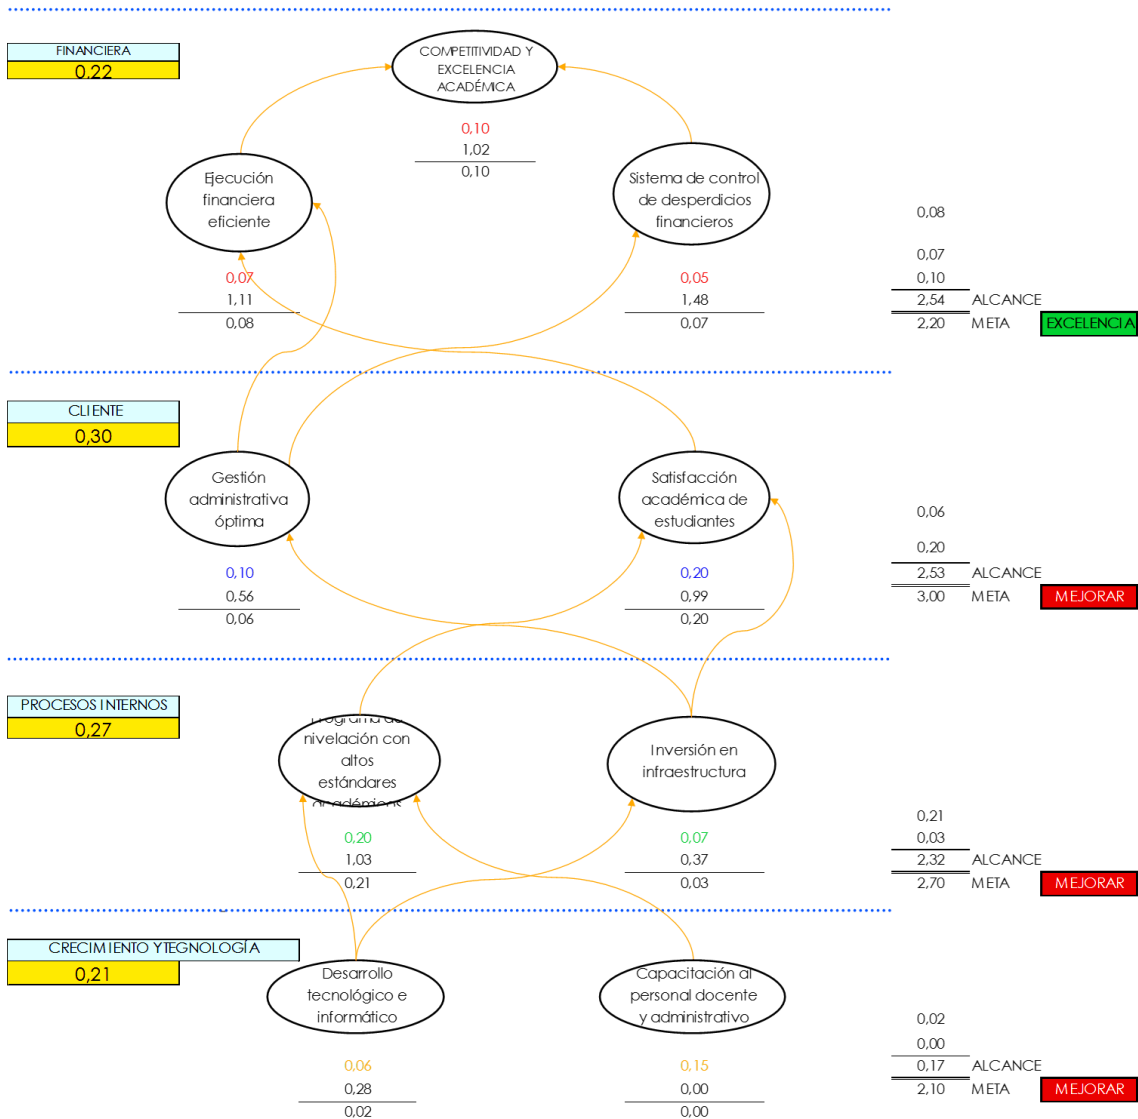 FINANCIERA
0,22
COMPETITIVIDAD Y
EXCELENCIA
ACADÉMICA
0,10
1,02
0,10
Ejecución
financiera
eficiente
0,07
1,11
0,08
Sistema de control
de desperdicios
financieros
0,05
1,48
0,07
0,08
0,07
0,10
2,54 ALCANCE
2,20 META EXCELENCIA
CLIENTE
0,30
Gestión
administrativa
óptima
0,10
0,56
0,06
Satisfacción
académica de
estudiantes
0,20
0,99
0,20
0,06
0,20
2,53 ALCANCE
3,00 META MEJORAR
PROCESOS INTERNOS
0,27
Programa de
nivelación con
altos
estándares
académicos
0,20
1,03
0,21
Inversión en
infraestructura
0,07
0,37
0,03
0,21
0,03
2,32 ALCANCE
2,70 META MEJORAR
CRECIMIENTO YTEGNOLOGÍA
0,21
Desarrollo
tecnológico e
informático
0,06
0,28
0,02
Capacitación al
personal docente
y administrativo
0,15
0,00
0,00
0,02
0,00
0,17 ALCANCE
2,10 META MEJORAR